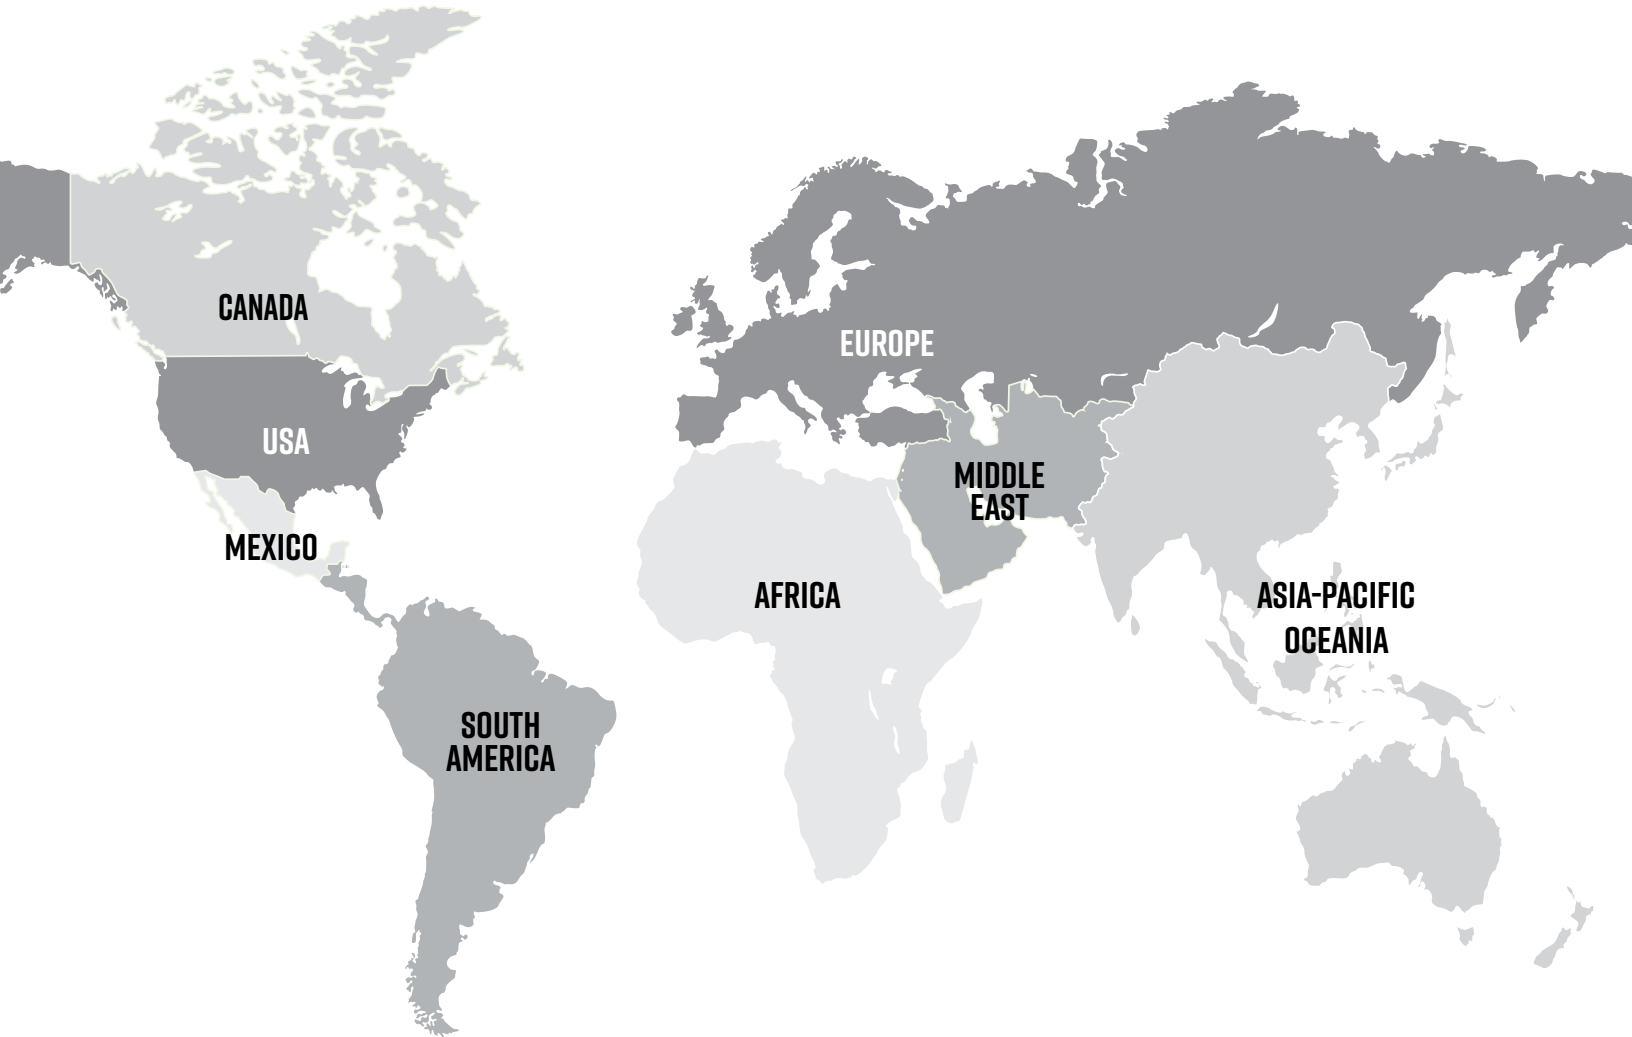 CANADA
EUROPE
USA
MIDDLE
EAST
MEXICO
AFRICA
ASIA-PACIFIC
OCEANIA
SOUTH
AMERICA